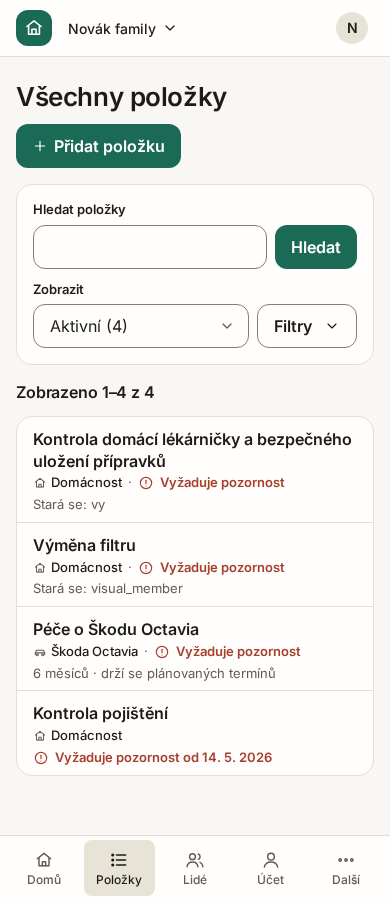 Novák family
N
Všechny položky
Přidat položku
Hledat položky
Hledat
Zobrazit
Aktivní (4)
Filtry
Zobrazeno 1–4 z 4
Kontrola domácí lékárničky a bezpečného
uložení přípravků
Domácnost · Vyžaduje pozornost
Stará se: vy
Výměna filtru
Domácnost · Vyžaduje pozornost
Stará se: visual_member
Péče o Škodu Octavia
Škoda Octavia · Vyžaduje pozornost
6 měsíců · drží se plánovaných termínů
Kontrola pojištění
Domácnost
Vyžaduje pozornost od 14. 5. 2026
Domů
Položky
Lidé
Účet
Další